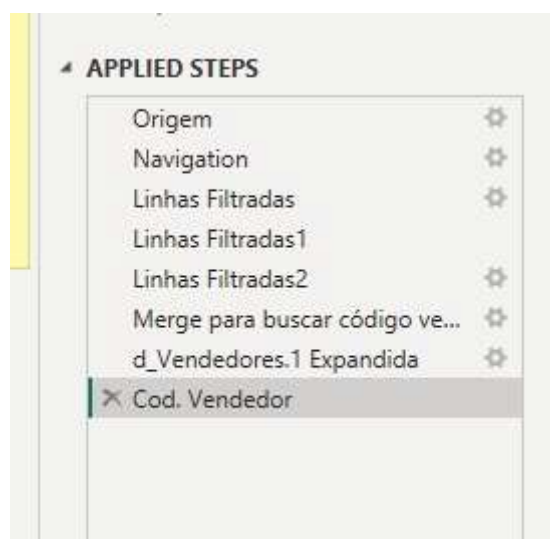 APPLIED STEPS
Origem
Navigation
Linhas Filtradas
Linhas Filtradas1
Linhas Filtradas2
Merge para buscar código ve...
d_Vendedores.1 Expandida
Cod. Vendedor